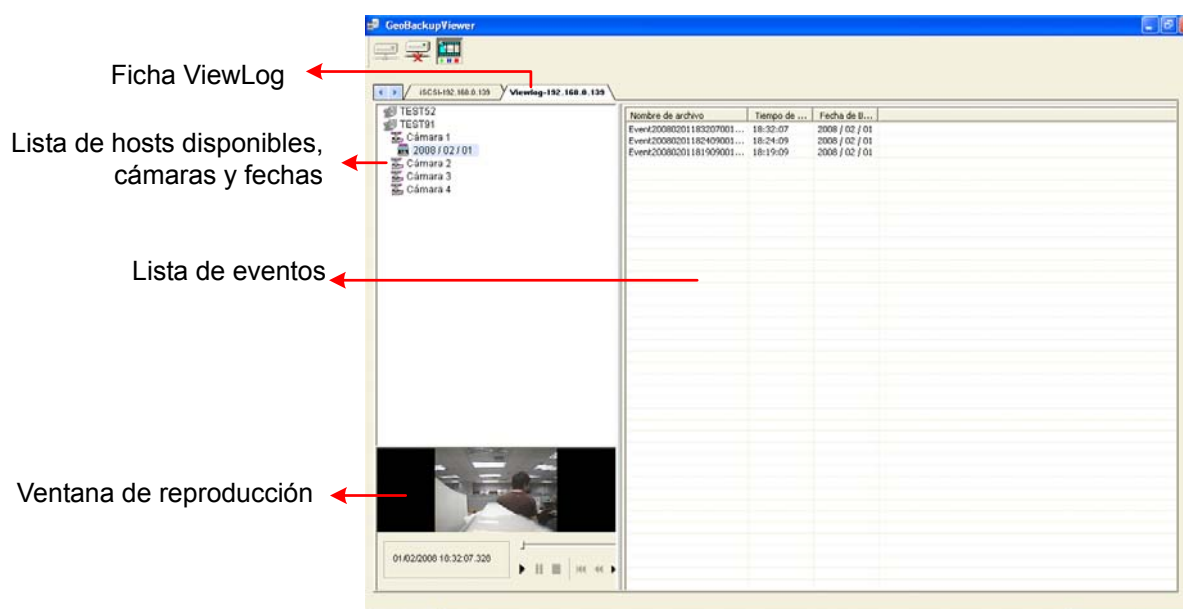 GeoBackupViewer
Ficha ViewLog
iSCSI-192.168.0.139
Viewlog-192.168.0.139
Lista de hosts disponibles,
cámaras y fechas
TEST52
TEST91
Cámara 1
2008 / 02 / 01
Cámara 2
Cámara 3
Cámara 4
Nombre de archivo Tiempo de ... Fecha de B...
Event20080201183207001... 18:32:07 2008 / 02 / 01
Event20080201182409001... 18:24:09 2008 / 02 / 01
Event20080201181909001... 18:19:09 2008 / 02 / 01
Lista de eventos
Ventana de reproducción
01/02/2008 18:32:07.328